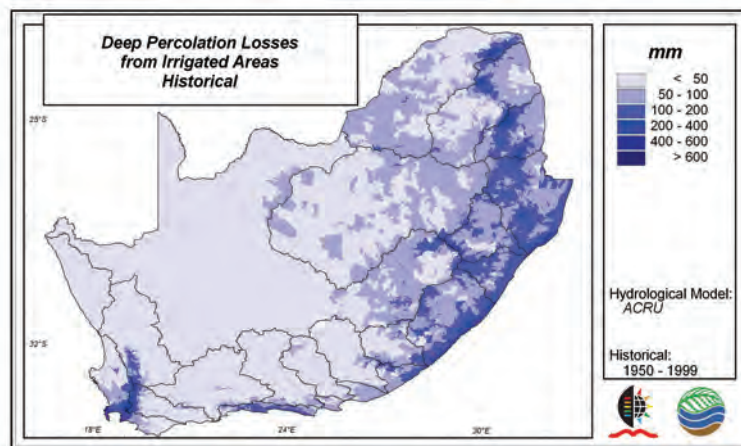 Deep Percolation Losses
from Irrigated Areas
Historical
mm
< 50
50 - 100
100 - 200
200 - 400
400 - 600
> 600
28°S
32°S
18°E
24°E
30°E
Hydrological Model:
ACRU
Historical:
1950 - 1999